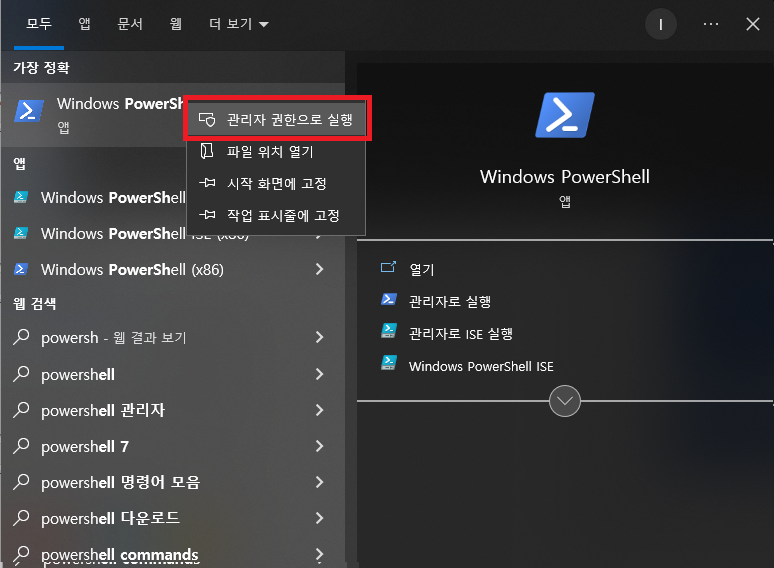 모두 앱 문서 웹 더 보기
I
가장 정확
Windows PowerSh
앱
관리자 권한으로 실행
파일 위치 열기
시작 화면에 고정
작업 표시줄에 고정
앱
Windows PowerShell
Windows PowerShell ISE (x86)
Windows PowerShell (x86)
웹 검색
powersh - 웹 결과 보기
powershell
powershell 관리자
powershell 7
powershell 명령어 모음
powershell 다운로드
powershell commands
Windows PowerShell
앱
열기
관리자로 실행
관리자로 ISE 실행
Windows PowerShell ISE